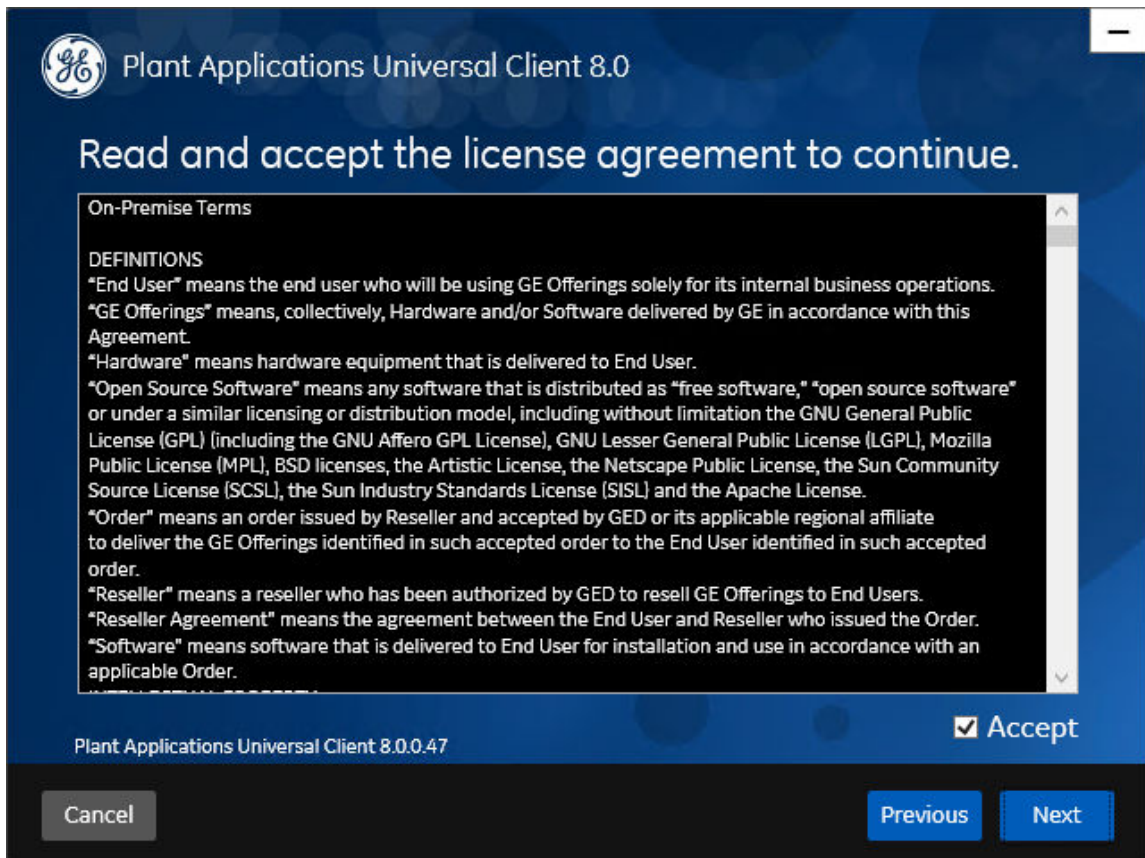 Plant Applications Universal Client 8.0
Read and accept the license agreement to continue.
On-Premise Terms
DEFINITIONS
“End User” means the end user who will be using GE Offerings solely for its internal business operations.
“GE Offerings” means, collectively, Hardware and/or Software delivered by GE in accordance with this
Agreement.
“Hardware” means hardware equipment that is delivered to End User.
“Open Source Software” means any software that is distributed as “free software,” “open source software”
or under a similar licensing or distribution model, including without limitation the GNU General Public
License (GPL) (including the GNU Affero GPL License), GNU Lesser General Public License (LGPL), Mozilla
Public License (MPL), BSD licenses, the Artistic License, the Netscape Public License, the Sun Community
Source License (SCSL), the Sun Industry Standards License (SISL) and the Apache License.
“Order” means an order issued by Reseller and accepted by GED or its applicable regional affiliate
to deliver the GE Offerings identified in such accepted order to the End User identified in such accepted
order.
“Reseller” means a reseller who has been authorized by GED to resell GE Offerings to End Users.
“Reseller Agreement” means the agreement between the End User and Reseller who issued the Order.
“Software” means software that is delivered to End User for installation and use in accordance with an
applicable Order.
Accept
Plant Applications Universal Client 8.0.0.47
Cancel
Previous
Next